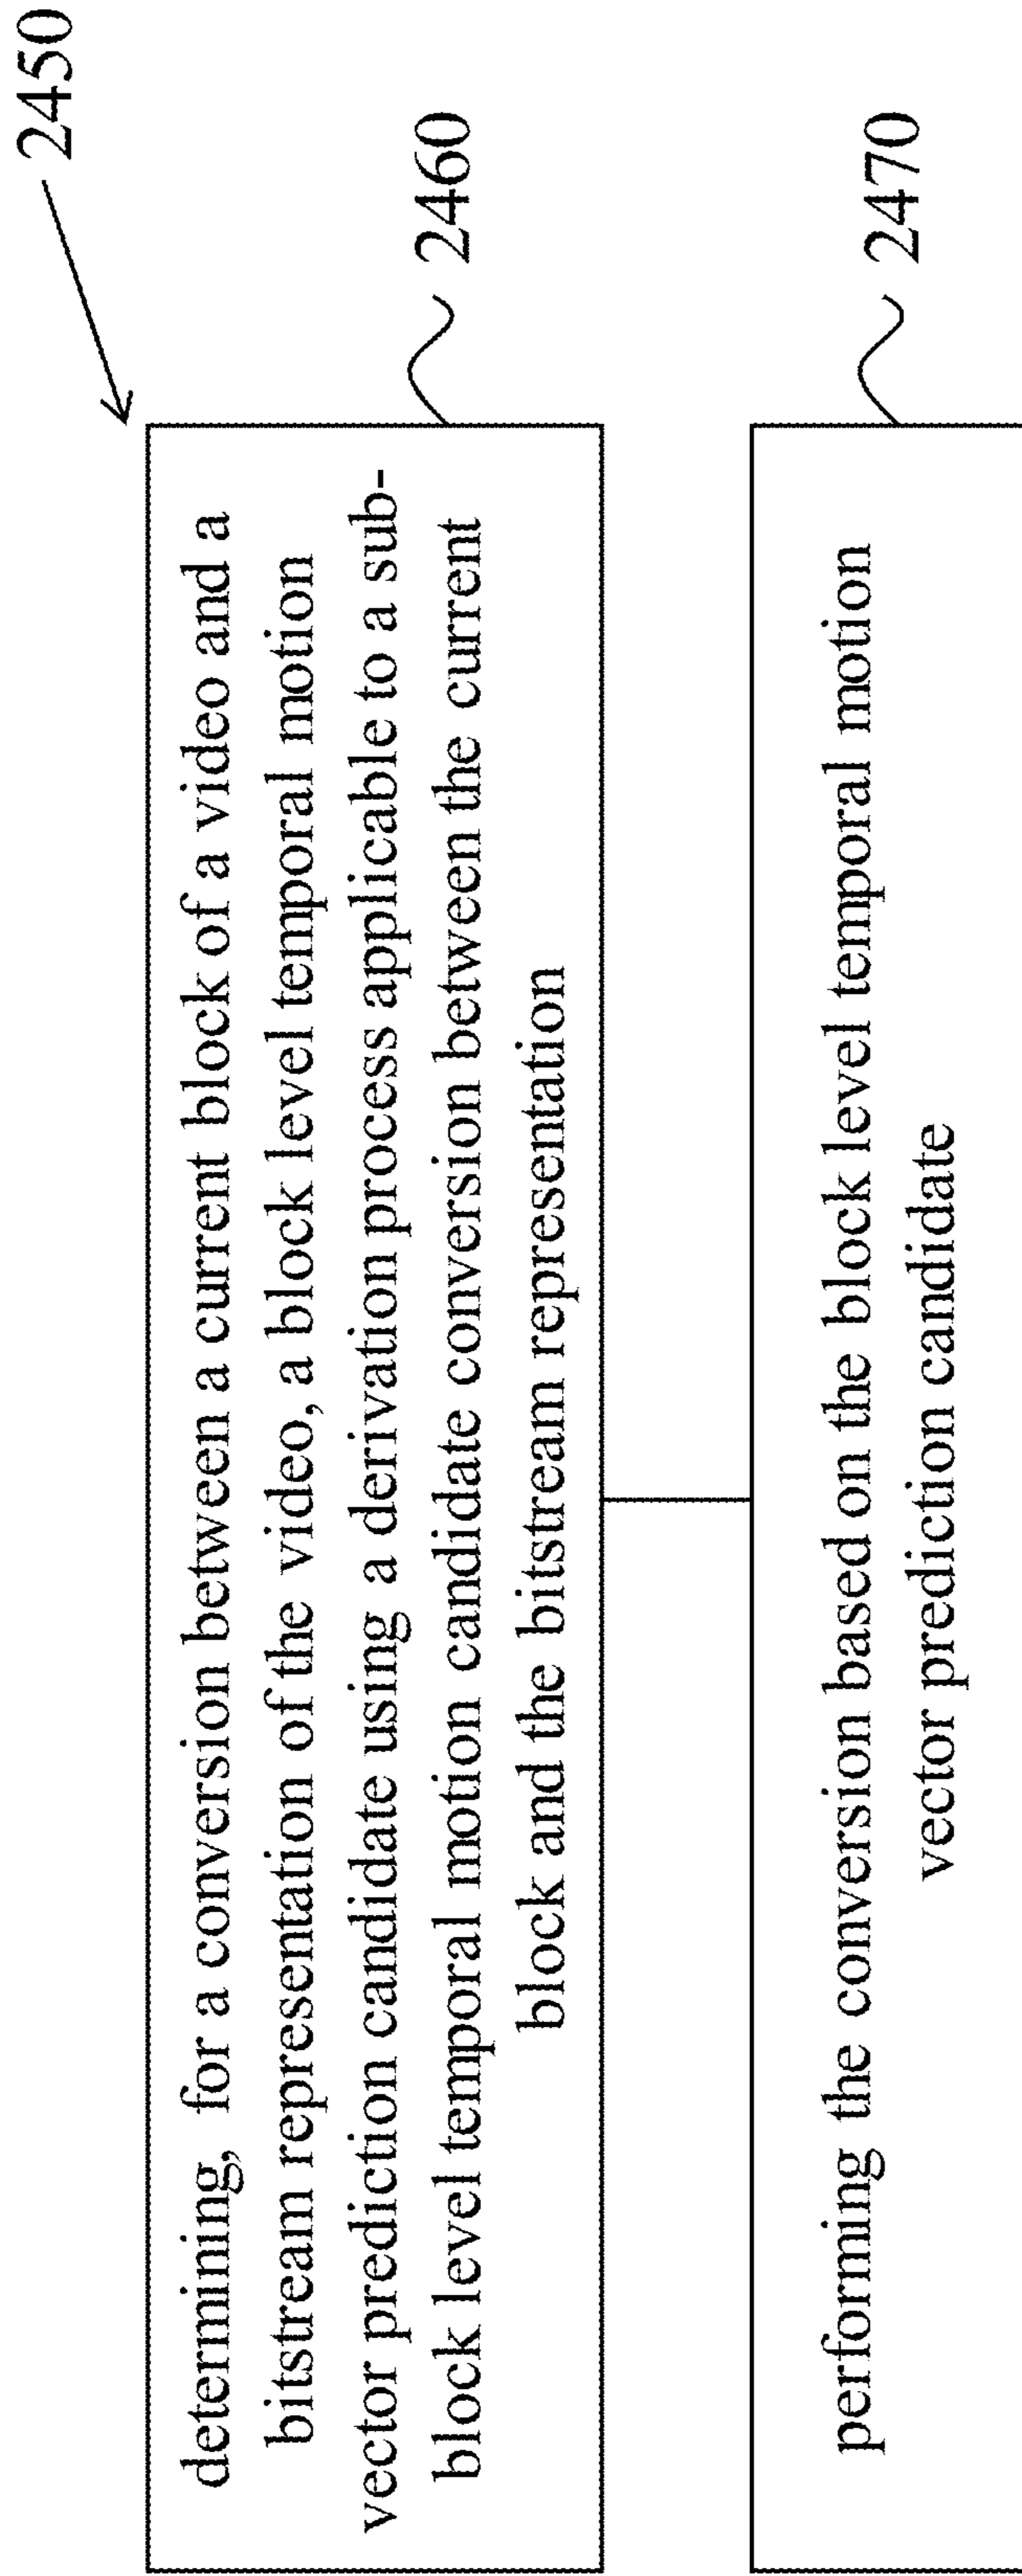 2450
determining, for a conversion between a current block of a video and a
bitstream representation of the video, a block level temporal motion
vector prediction candidate using a derivation process applicable to a sub-
block level temporal motion candidate conversion between the current
block and the bitstream representation
2460
performing the conversion based on the block level temporal motion
vector prediction candidate
2470